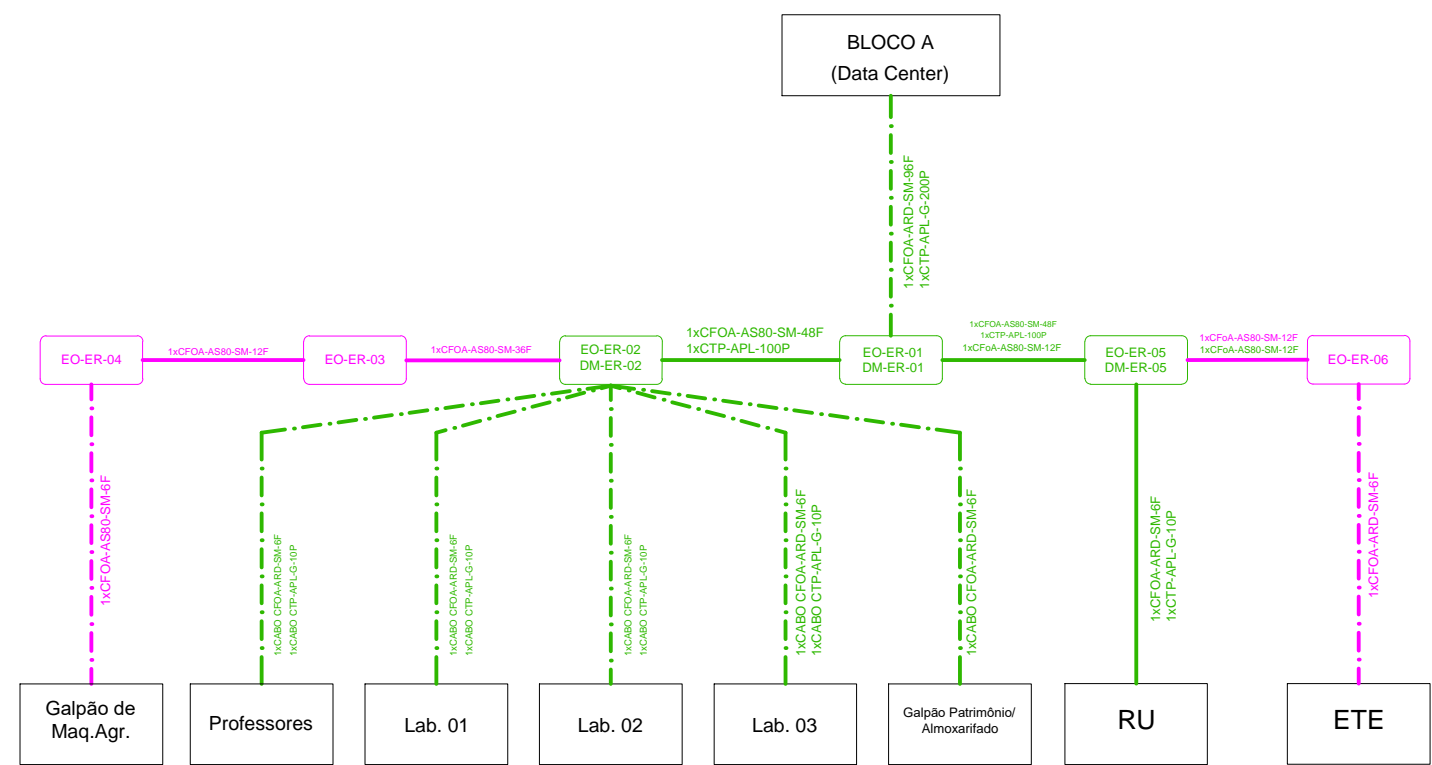 BLOCO A
(Data Center)
1xCFOA-ARD-SM-96F
1xCTP-APL-G-200P
EO-ER-04
1xCFOA-AS80-SM-12F
EO-ER-03
1xCFOA-AS80-SM-36F
EO-ER-02
DM-ER-02
1xCFOA-AS80-SM-48F
1xCTP-APL-100P
EO-ER-01
DM-ER-01
1xCFOA-AS80-SM-48F
1xCTP-APL-100P
1xCFoA-AS80-SM-12F
EO-ER-05
DM-ER-05
1xCFoA-AS80-SM-12F
1xCFoA-AS80-SM-12F
EO-ER-06
1xCFOA-AS80-SM-6F
1xCABO CFOA-ARD-SM-6F
1xCABO CTP-APL-G-10P
1xCABO CFOA-ARD-SM-6F
1xCABO CTP-APL-G-10P
1xCABO CFOA-ARD-SM-6F
1xCABO CTP-APL-G-10P
1xCABO CFOA-ARD-SM-6F
1xCABO CTP-APL-G-10P
1xCABO CFOA-ARD-SM-6F
1xCFOA-ARD-SM-6F
1xCTP-APL-G-10P
1xCFOA-ARD-SM-6F
Galpão de
Maq.Agr.
Professores
Lab. 01
Lab. 02
Lab. 03
Galpão Patrimônio/
Almoxarifado
RU
ETE